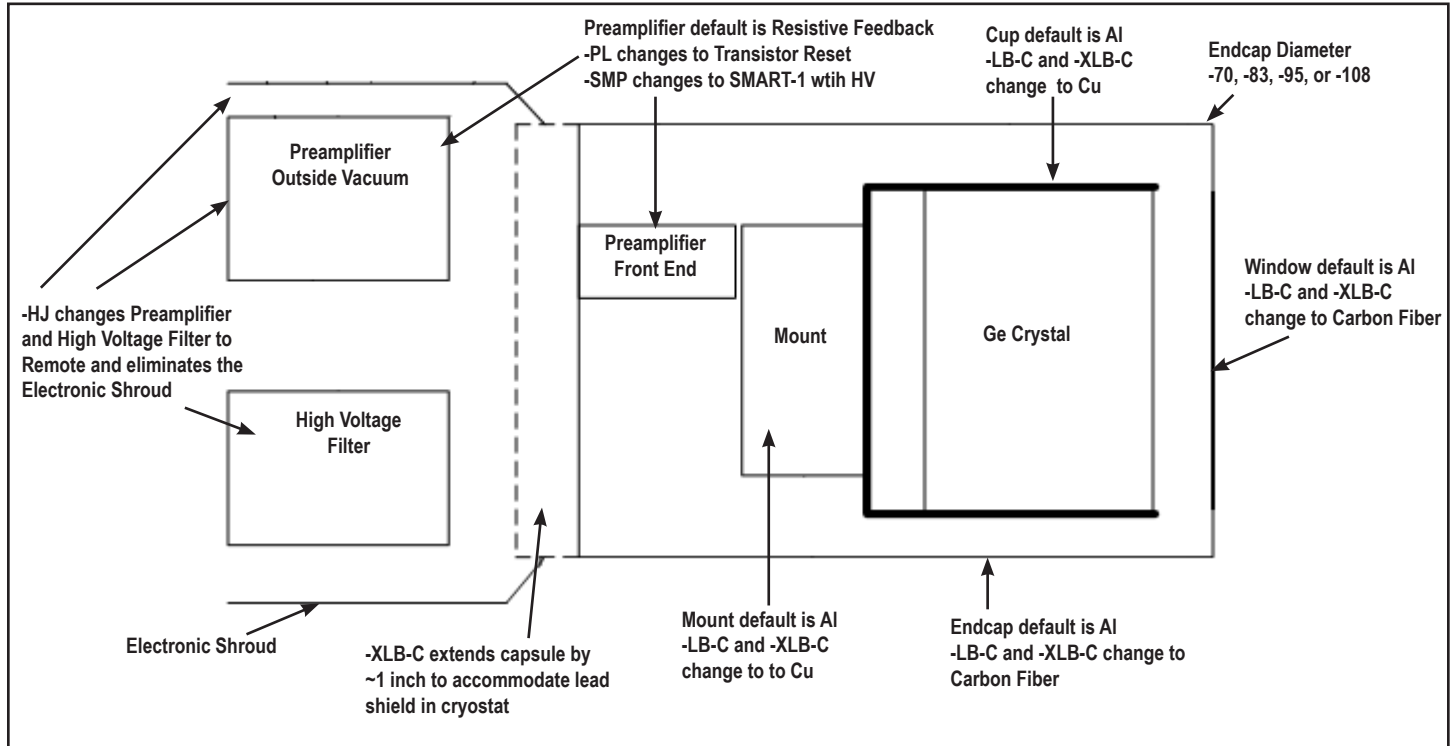 Preamplifier default is Resistive Feedback
-PL changes to Transistor Reset
-SMP changes to SMART-1 wtih HV
Cup default is Al
-LB-C and -XLB-C
change to Cu
Endcap Diameter
-70, -83, -95, or -108
Preamplifier
Outside Vacuum
Preamplifier
Front End
Mount
Ge Crystal
Window default is Al
-LB-C and -XLB-C
change to Carbon Fiber
-HJ changes Preamplifier
and High Voltage Filter to
Remote and eliminates the
Electronic Shroud
High Voltage
Filter
Electronic Shroud
-XLB-C extends capsule by
~1 inch to accommodate lead
shield in cryostat
Mount default is Al
-LB-C and -XLB-C
change to to Cu
Endcap default is Al
-LB-C and -XLB-C change to
Carbon Fiber